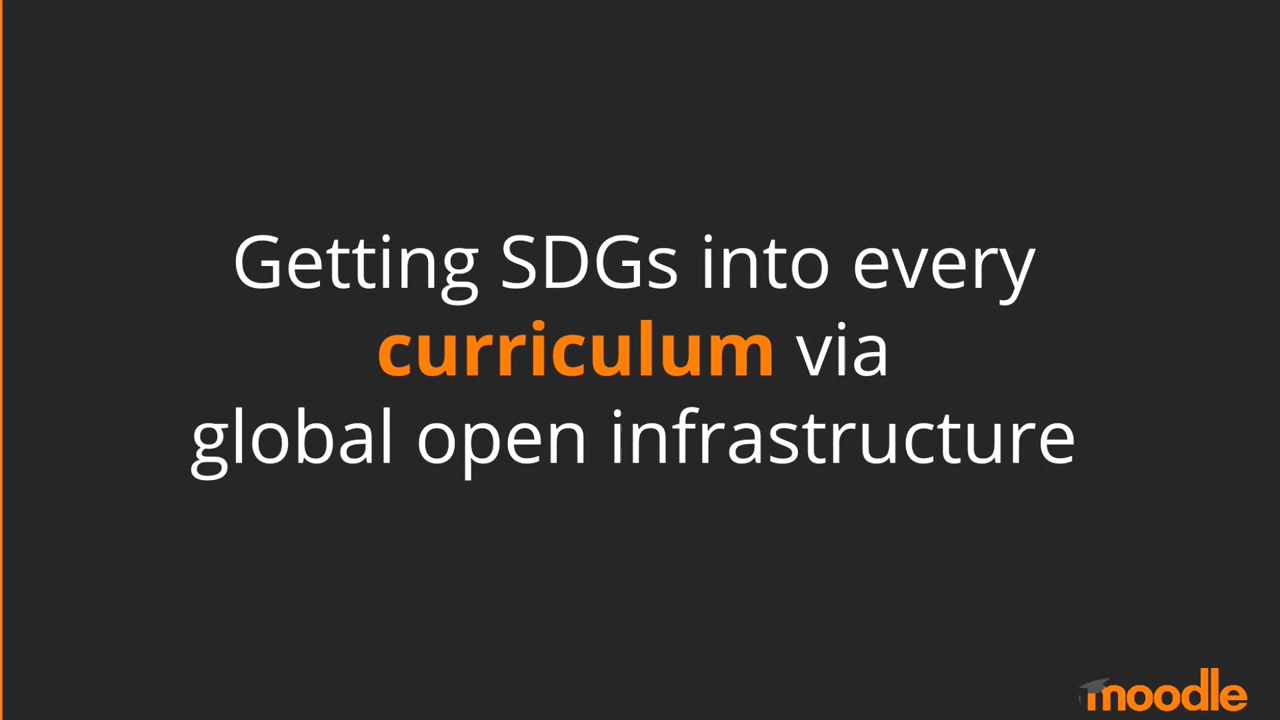 Getting SDGs into every
curriculum via
global open infrastructure
moodle